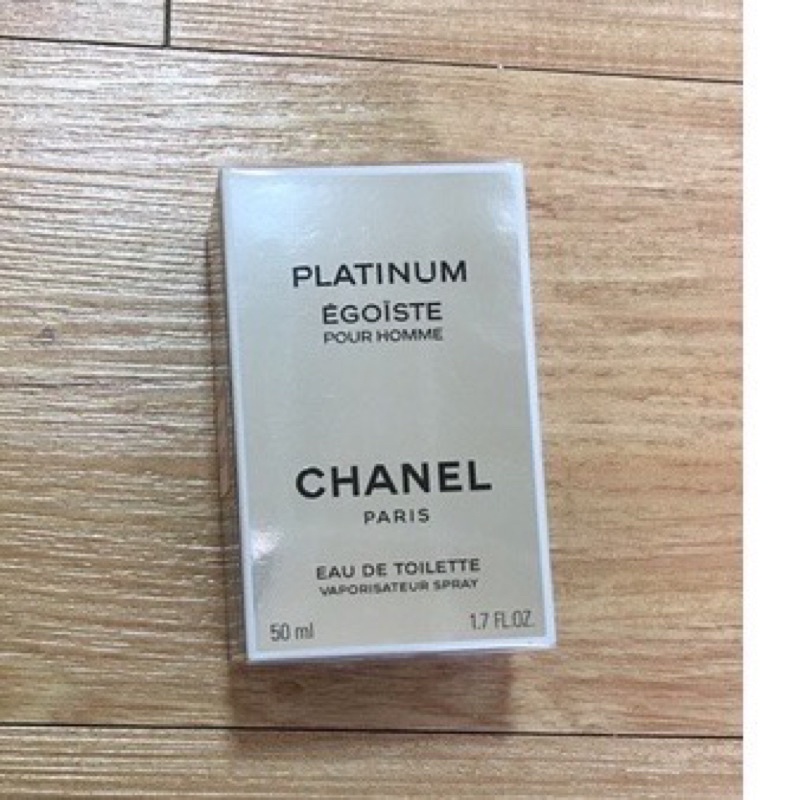 PLATINUM
ÉGOÏSTE
POUR HOMME
CHANEL
PARIS
EAU DE TOILETTE
VAPORISATEUR SPRAY
50 ml 1.7 FL.OZ.